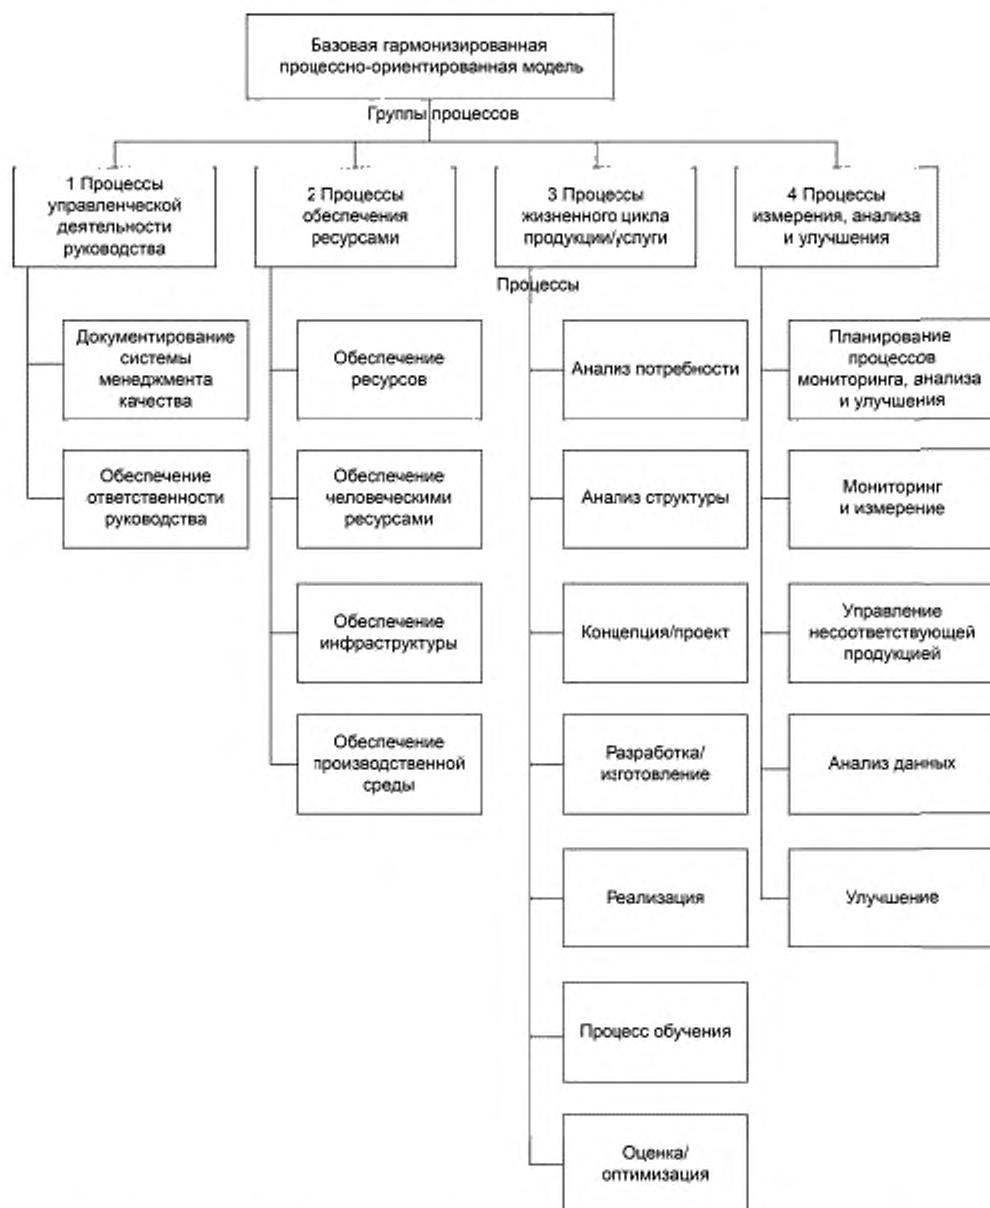 Базовая гармонизированная
процессно-ориентированная модель
Группы процессов
1 Процессы
управленческой
деятельности
руководства
2 Процессы
обеспечения
ресурсами
3 Процессы
жизненного цикла
продукции/услуги
4 Процессы
измерения, анализа
и улучшения
Процессы
Документирование
системы
менеджмента
качества
Обеспечение
ответственности
руководства
Обеспечение
ресурсов
Обеспечение
человеческими
ресурсами
Обеспечение
инфраструктуры
Обеспечение
производственной
среды
Анализ потребности
Анализ структуры
Концепция/проект
Разработка/
изготовление
Реализация
Процесс обучения
Оценка/
оптимизация
Планирование
процессов
мониторинга, анализа
и улучшения
Мониторинг
и измерение
Управление
несоответствующей
продукцией
Анализ данных
Улучшение